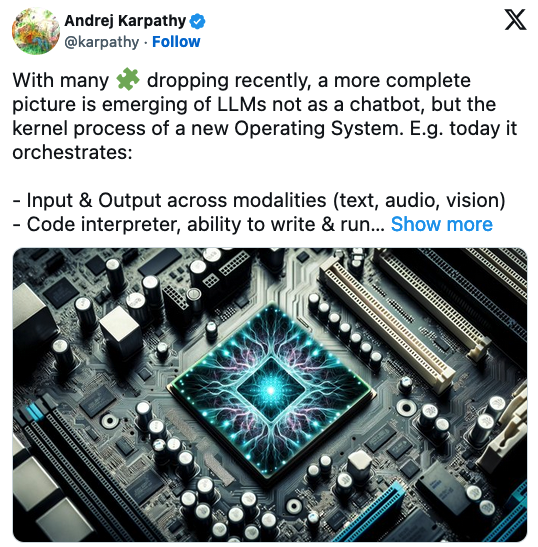 Andrej Karpathy
@karpathy · Follow
With many 🧩 dropping recently, a more complete
picture is emerging of LLMs not as a chatbot, but the
kernel process of a new Operating System. E.g. today it
orchestrates:
- Input & Output across modalities (text, audio, vision)
- Code interpreter, ability to write & run... Show more